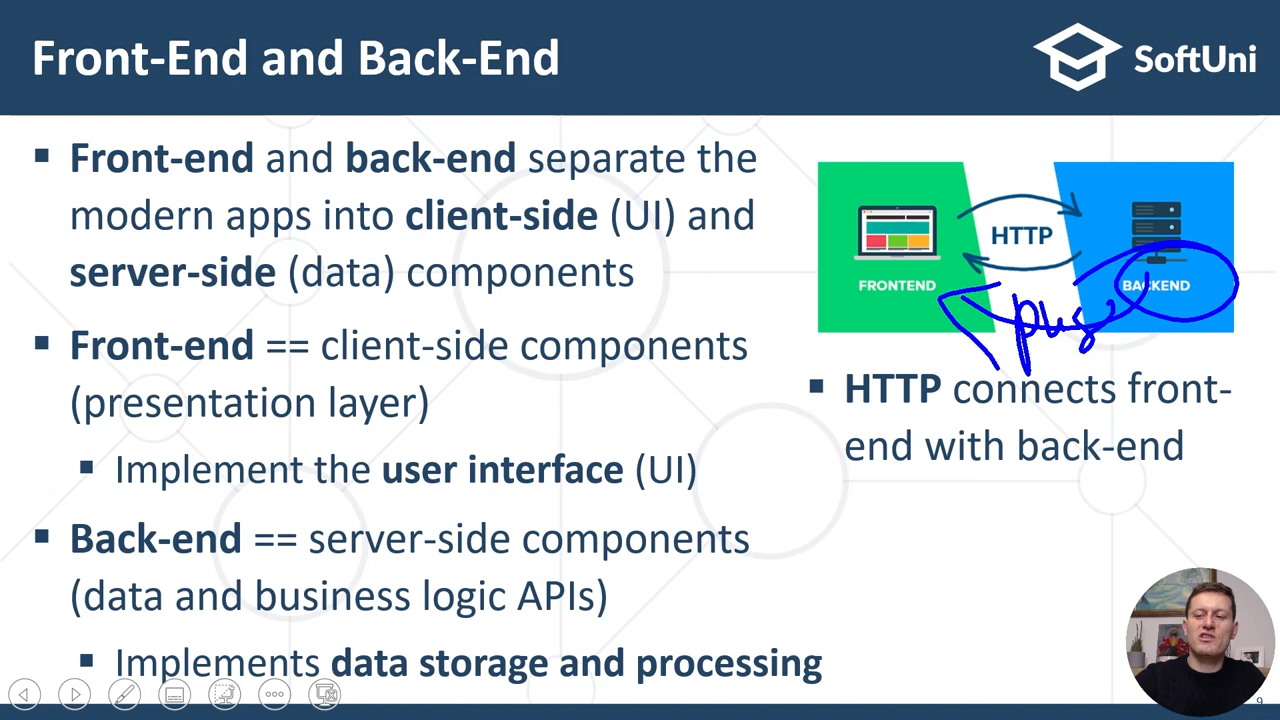 Front-End and Back-End
SoftUni
▪ Front-end and back-end separate the
modern apps into client-side (UI) and
server-side (data) components
▪ Front-end == client-side components
(presentation layer)
▪ Implement the user interface (UI)
▪ Back-end == server-side components
(data and business logic APIs)
▪ Implements data storage and processing
HTTP
FRONTEND
BACKEND
▪ HTTP connects front-
end with back-end
9